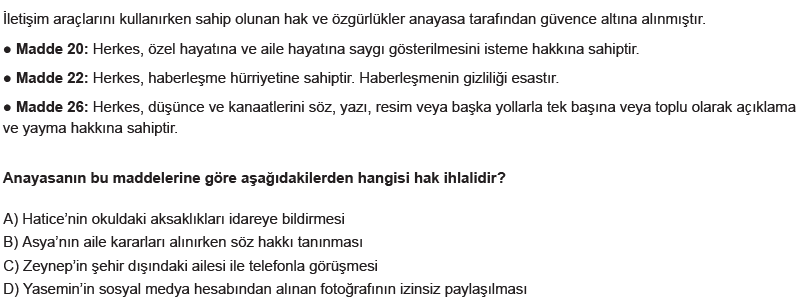 İletişim araçlarını kullanırken sahip olunan hak ve özgürlükler anayasa tarafından güvence altına alınmıştır.
● Madde 20: Herkes, özel hayatına ve aile hayatına saygı gösterilmesini isteme hakkına sahiptir.
● Madde 22: Herkes, haberleşme hürriyetine sahiptir. Haberleşmenin gizliliği esastır.
● Madde 26: Herkes, düşünce ve kanaatlerini söz, yazı, resim veya başka yollarla tek başına veya toplu olarak açıklama
ve yayma hakkına sahiptir.
Anayasanın bu maddelerine göre aşağıdakilerden hangisi hak ihlalidir?
A) Hatice’nin okuldaki aksaklıkları idareye bildirmesi
B) Asya’nın aile kararları alınırken söz hakkı tanınması
C) Zeynep’in şehir dışındaki ailesi ile telefonla görüşmesi
D) Yasemin’in sosyal medya hesabından alınan fotoğrafının izinsiz paylaşılması